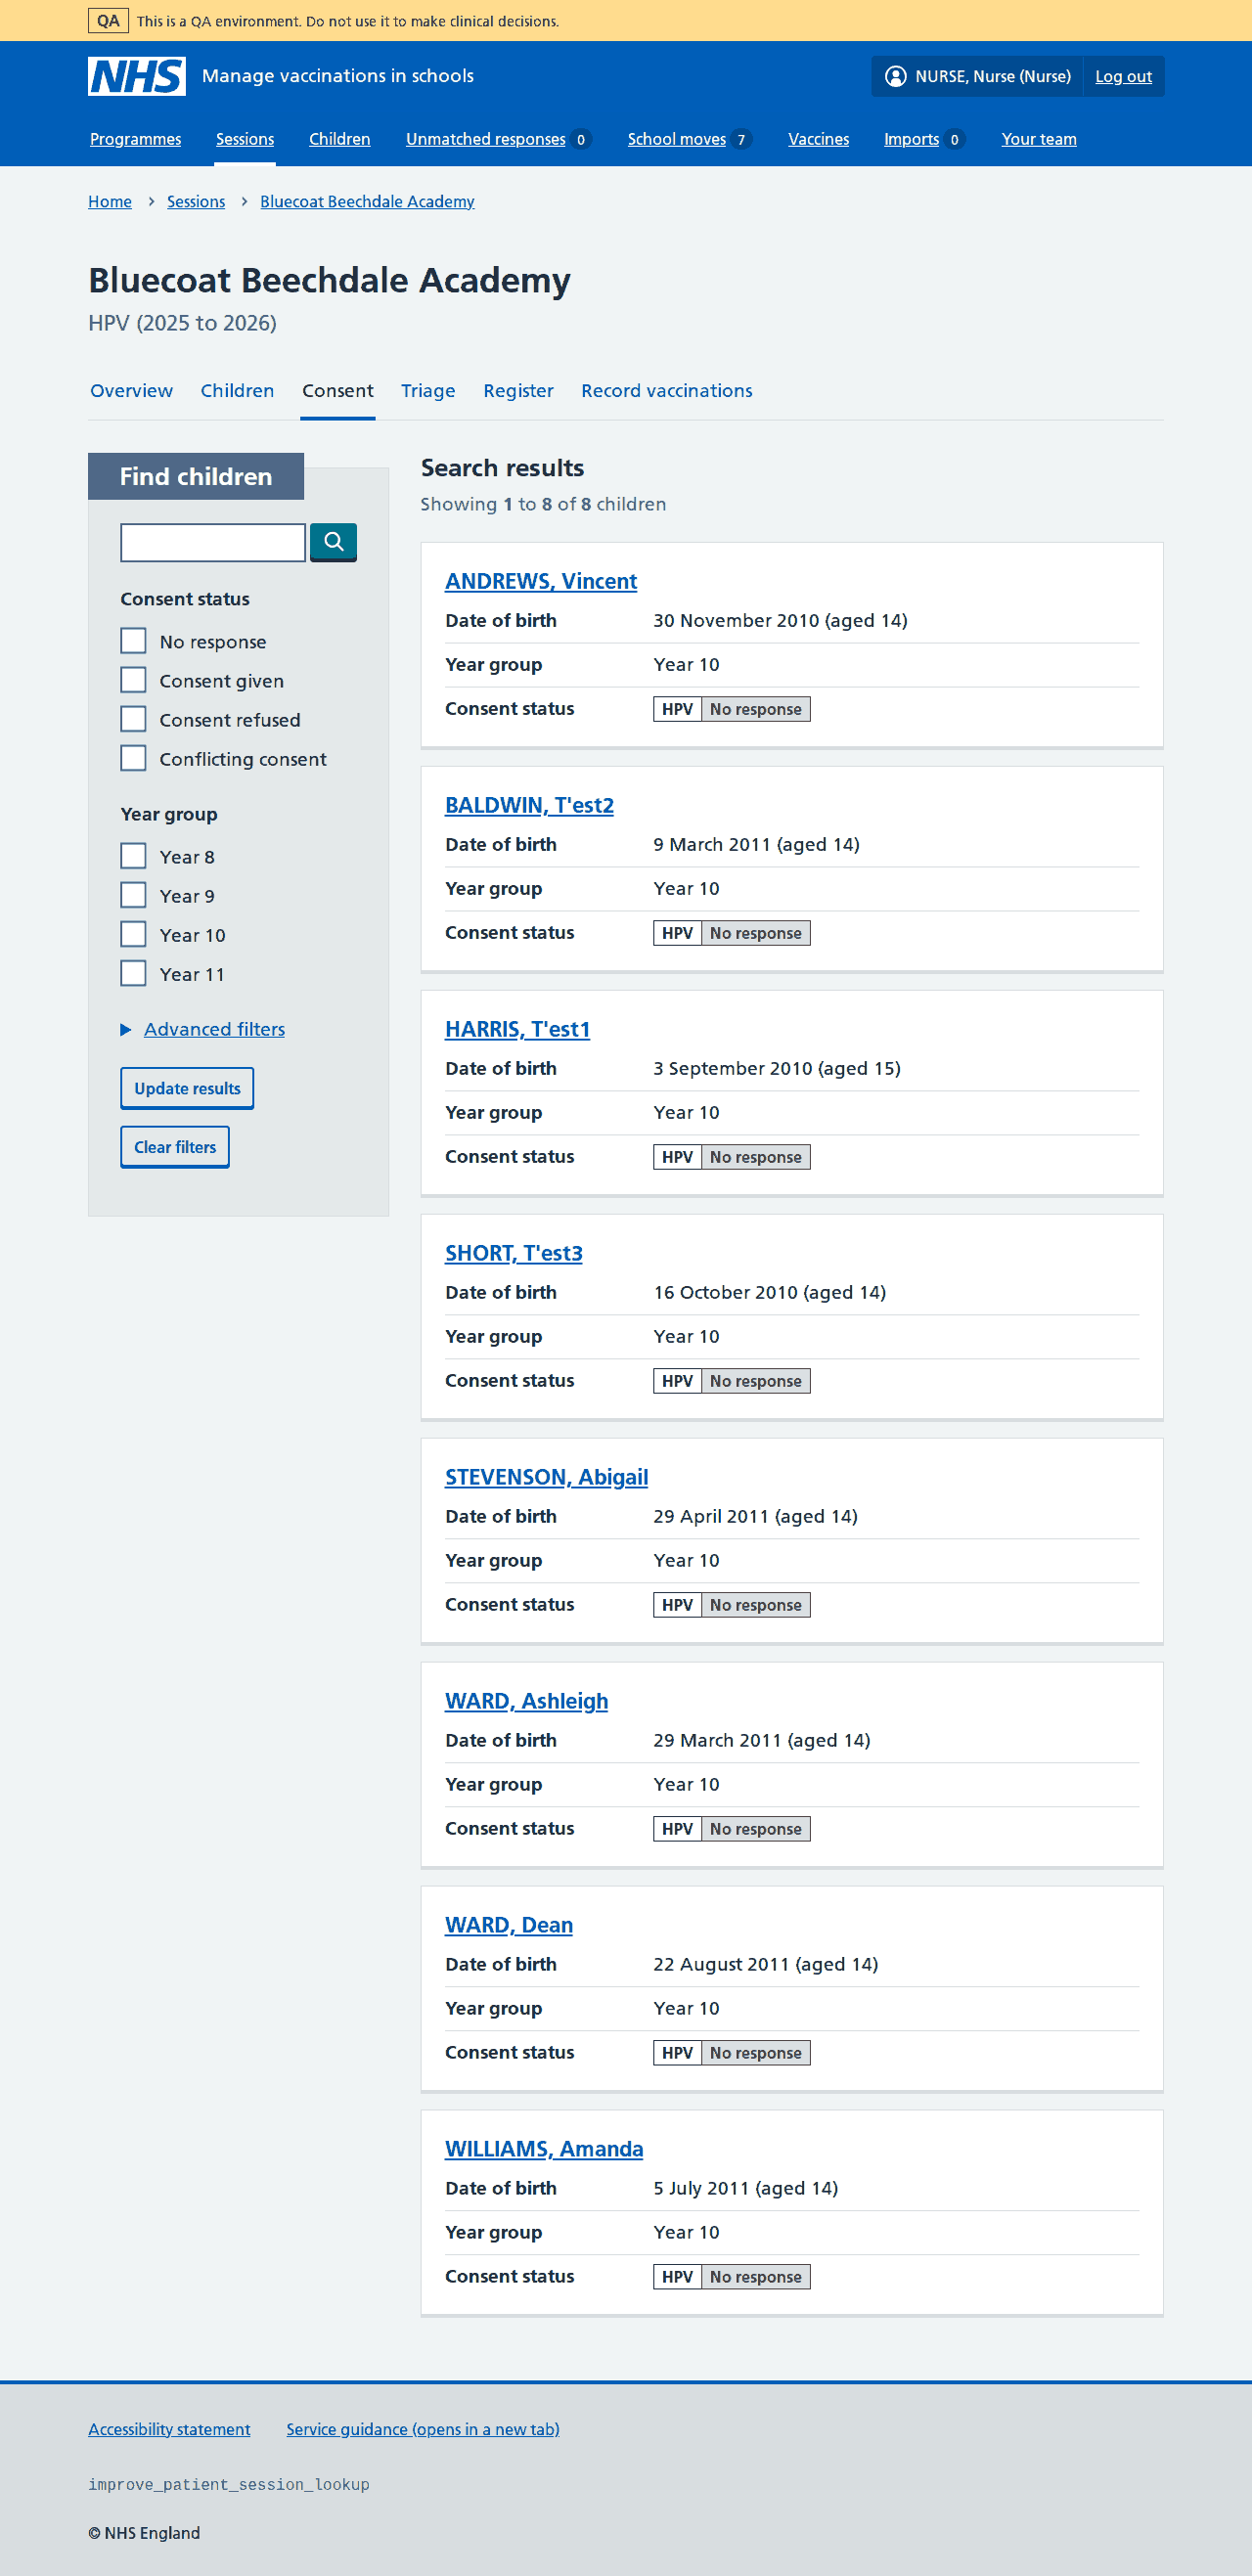 QA This is a QA environment. Do not use it to make clinical decisions.
NHS Manage vaccinations in schools NURSE, Nurse (Nurse) Log out
Programmes Sessions Children Unmatched responses 0 School moves 7 Vaccines Imports 0 Your team
Home Sessions Bluecoat Beechdale Academy
Bluecoat Beechdale Academy
HPV (2025 to 2026)
Overview Children Consent Triage Register Record vaccinations
Find children
Consent status
No response
Consent given
Consent refused
Conflicting consent
Year group
Year 8
Year 9
Year 10
Year 11
Advanced filters
Update results
Clear filters
Search results
Showing 1 to 8 of 8 children
ANDREWS, Vincent
Date of birth 30 November 2010 (aged 14)
Year group Year 10
Consent status HPV No response
BALDWIN, T'est2
Date of birth 9 March 2011 (aged 14)
Year group Year 10
Consent status HPV No response
HARRIS, T'est1
Date of birth 3 September 2010 (aged 15)
Year group Year 10
Consent status HPV No response
SHORT, T'est3
Date of birth 16 October 2010 (aged 14)
Year group Year 10
Consent status HPV No response
STEVENSON, Abigail
Date of birth 29 April 2011 (aged 14)
Year group Year 10
Consent status HPV No response
WARD, Ashleigh
Date of birth 29 March 2011 (aged 14)
Year group Year 10
Consent status HPV No response
WARD, Dean
Date of birth 22 August 2011 (aged 14)
Year group Year 10
Consent status HPV No response
WILLIAMS, Amanda
Date of birth 5 July 2011 (aged 14)
Year group Year 10
Consent status HPV No response
Accessibility statement Service guidance (opens in a new tab)
improve_patient_session_lookup
© NHS England